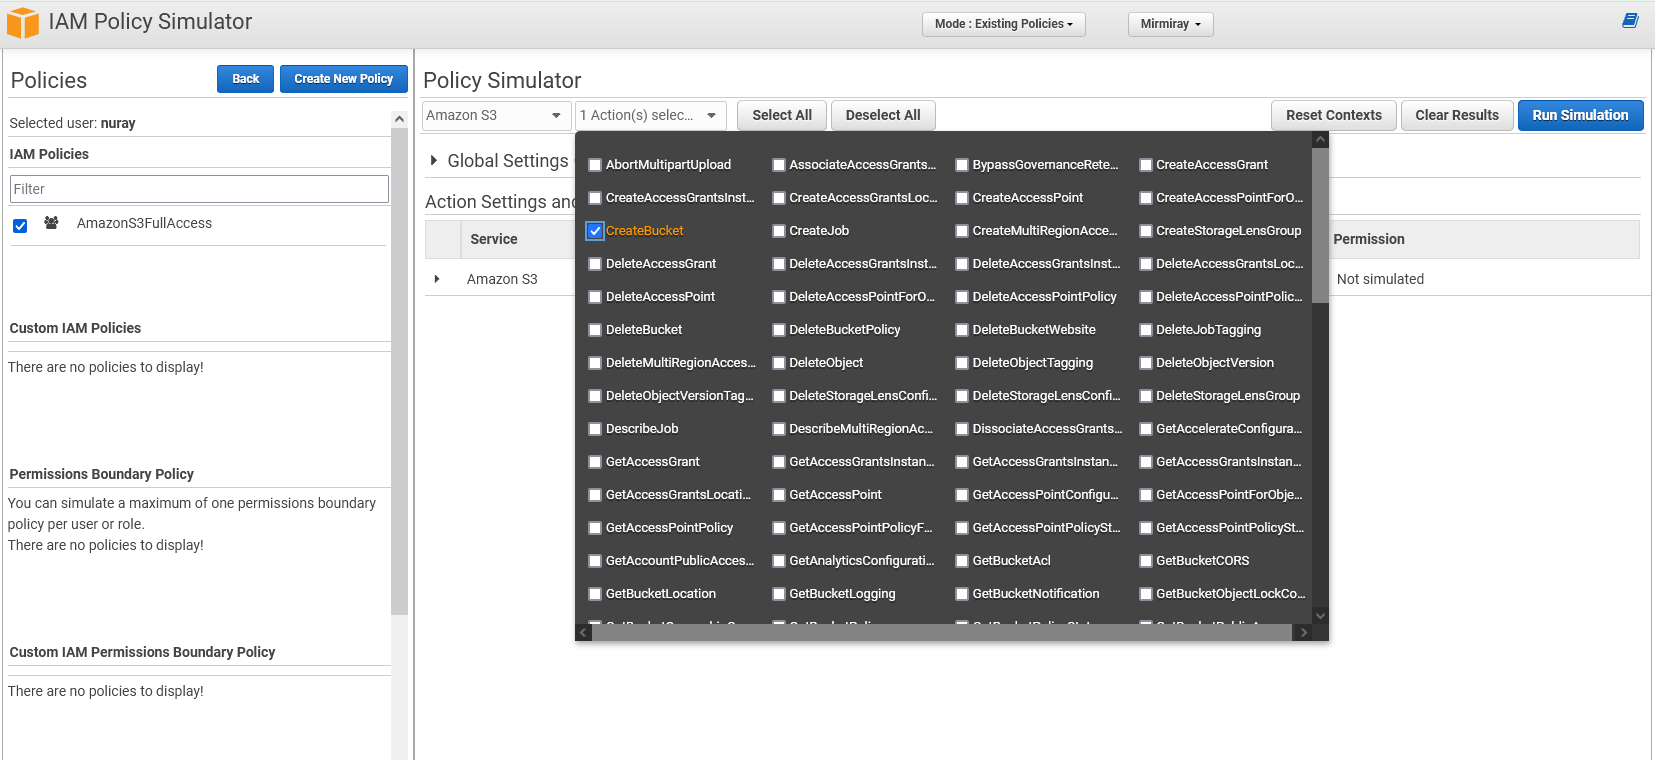 IAM Policy Simulator
Mode : Existing Policies
Mirmiray
Policies
Back
Create New Policy
Selected user: nuray
IAM Policies
Filter
AmazonS3FullAccess
Custom IAM Policies
There are no policies to display!
Permissions Boundary Policy
You can simulate a maximum of one permissions boundary
policy per user or role.
There are no policies to display!
Custom IAM Permissions Boundary Policy
There are no policies to display!
Policy Simulator
Amazon S3
1 Action(s) selec...
Select All
Deselect All
Reset Contexts
Clear Results
Run Simulation
Global Settings
Action Settings and
Service
Permission
Amazon S3
Not simulated
AbortMultipartUpload AssociateAccessGrants... BypassGovernanceRete... CreateAccessGrant
CreateAccessGrantsInst... CreateAccessGrantsLoc... CreateAccessPoint CreateAccessPointForO...
CreateBucket CreateJob CreateMultiRegionAcce... CreateStorageLensGroup
DeleteAccessGrant DeleteAccessGrantsInst... DeleteAccessGrantsInst... DeleteAccessGrantsLoc...
DeleteAccessPoint DeleteAccessPointForO... DeleteAccessPointPolicy DeleteAccessPointPolic...
DeleteBucket DeleteBucketPolicy DeleteBucketWebsite DeleteJobTagging
DeleteMultiRegionAcces... DeleteObject DeleteObjectTagging DeleteObjectVersion
DeleteObjectVersionTag... DeleteStorageLensConfi... DeleteStorageLensConfi... DeleteStorageLensGroup
DescribeJob DescribeMultiRegionAc... DissociateAccessGrants... GetAccelerateConfigura...
GetAccessGrant GetAccessGrantsInstan... GetAccessGrantsInstan... GetAccessGrantsInstan...
GetAccessGrantsLocati... GetAccessPoint GetAccessPointConfigu... GetAccessPointForObje...
GetAccessPointPolicy GetAccessPointPolicyF... GetAccessPointPolicySt... GetAccessPointPolicySt...
GetAccountPublicAcces... GetAnalyticsConfigurati... GetBucketAcl GetBucketCORS
GetBucketLocation GetBucketLogging GetBucketNotification GetBucketObjectLockCo...